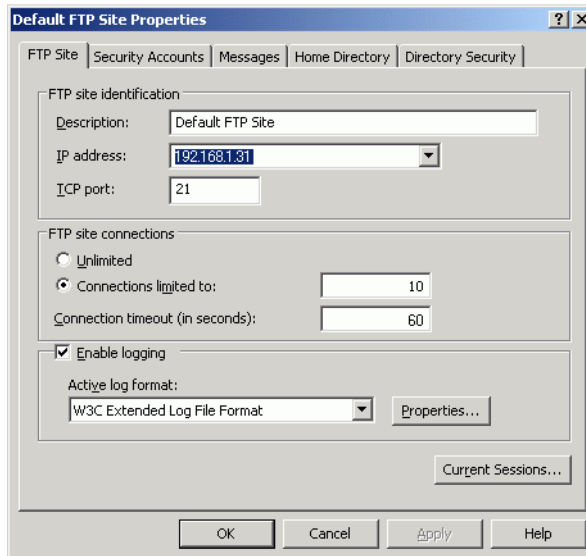 Default FTP Site Properties
FTP Site Security Accounts Messages Home Directory Directory Security
FTP site identification
Description: Default FTP Site
IP address: 192.168.1.31
TCP port: 21
FTP site connections
Unlimited
Connections limited to: 10
Connection timeout (in seconds): 60
Enable logging
Active log format:
W3C Extended Log File Format Properties...
Current Sessions...
OK Cancel Apply Help